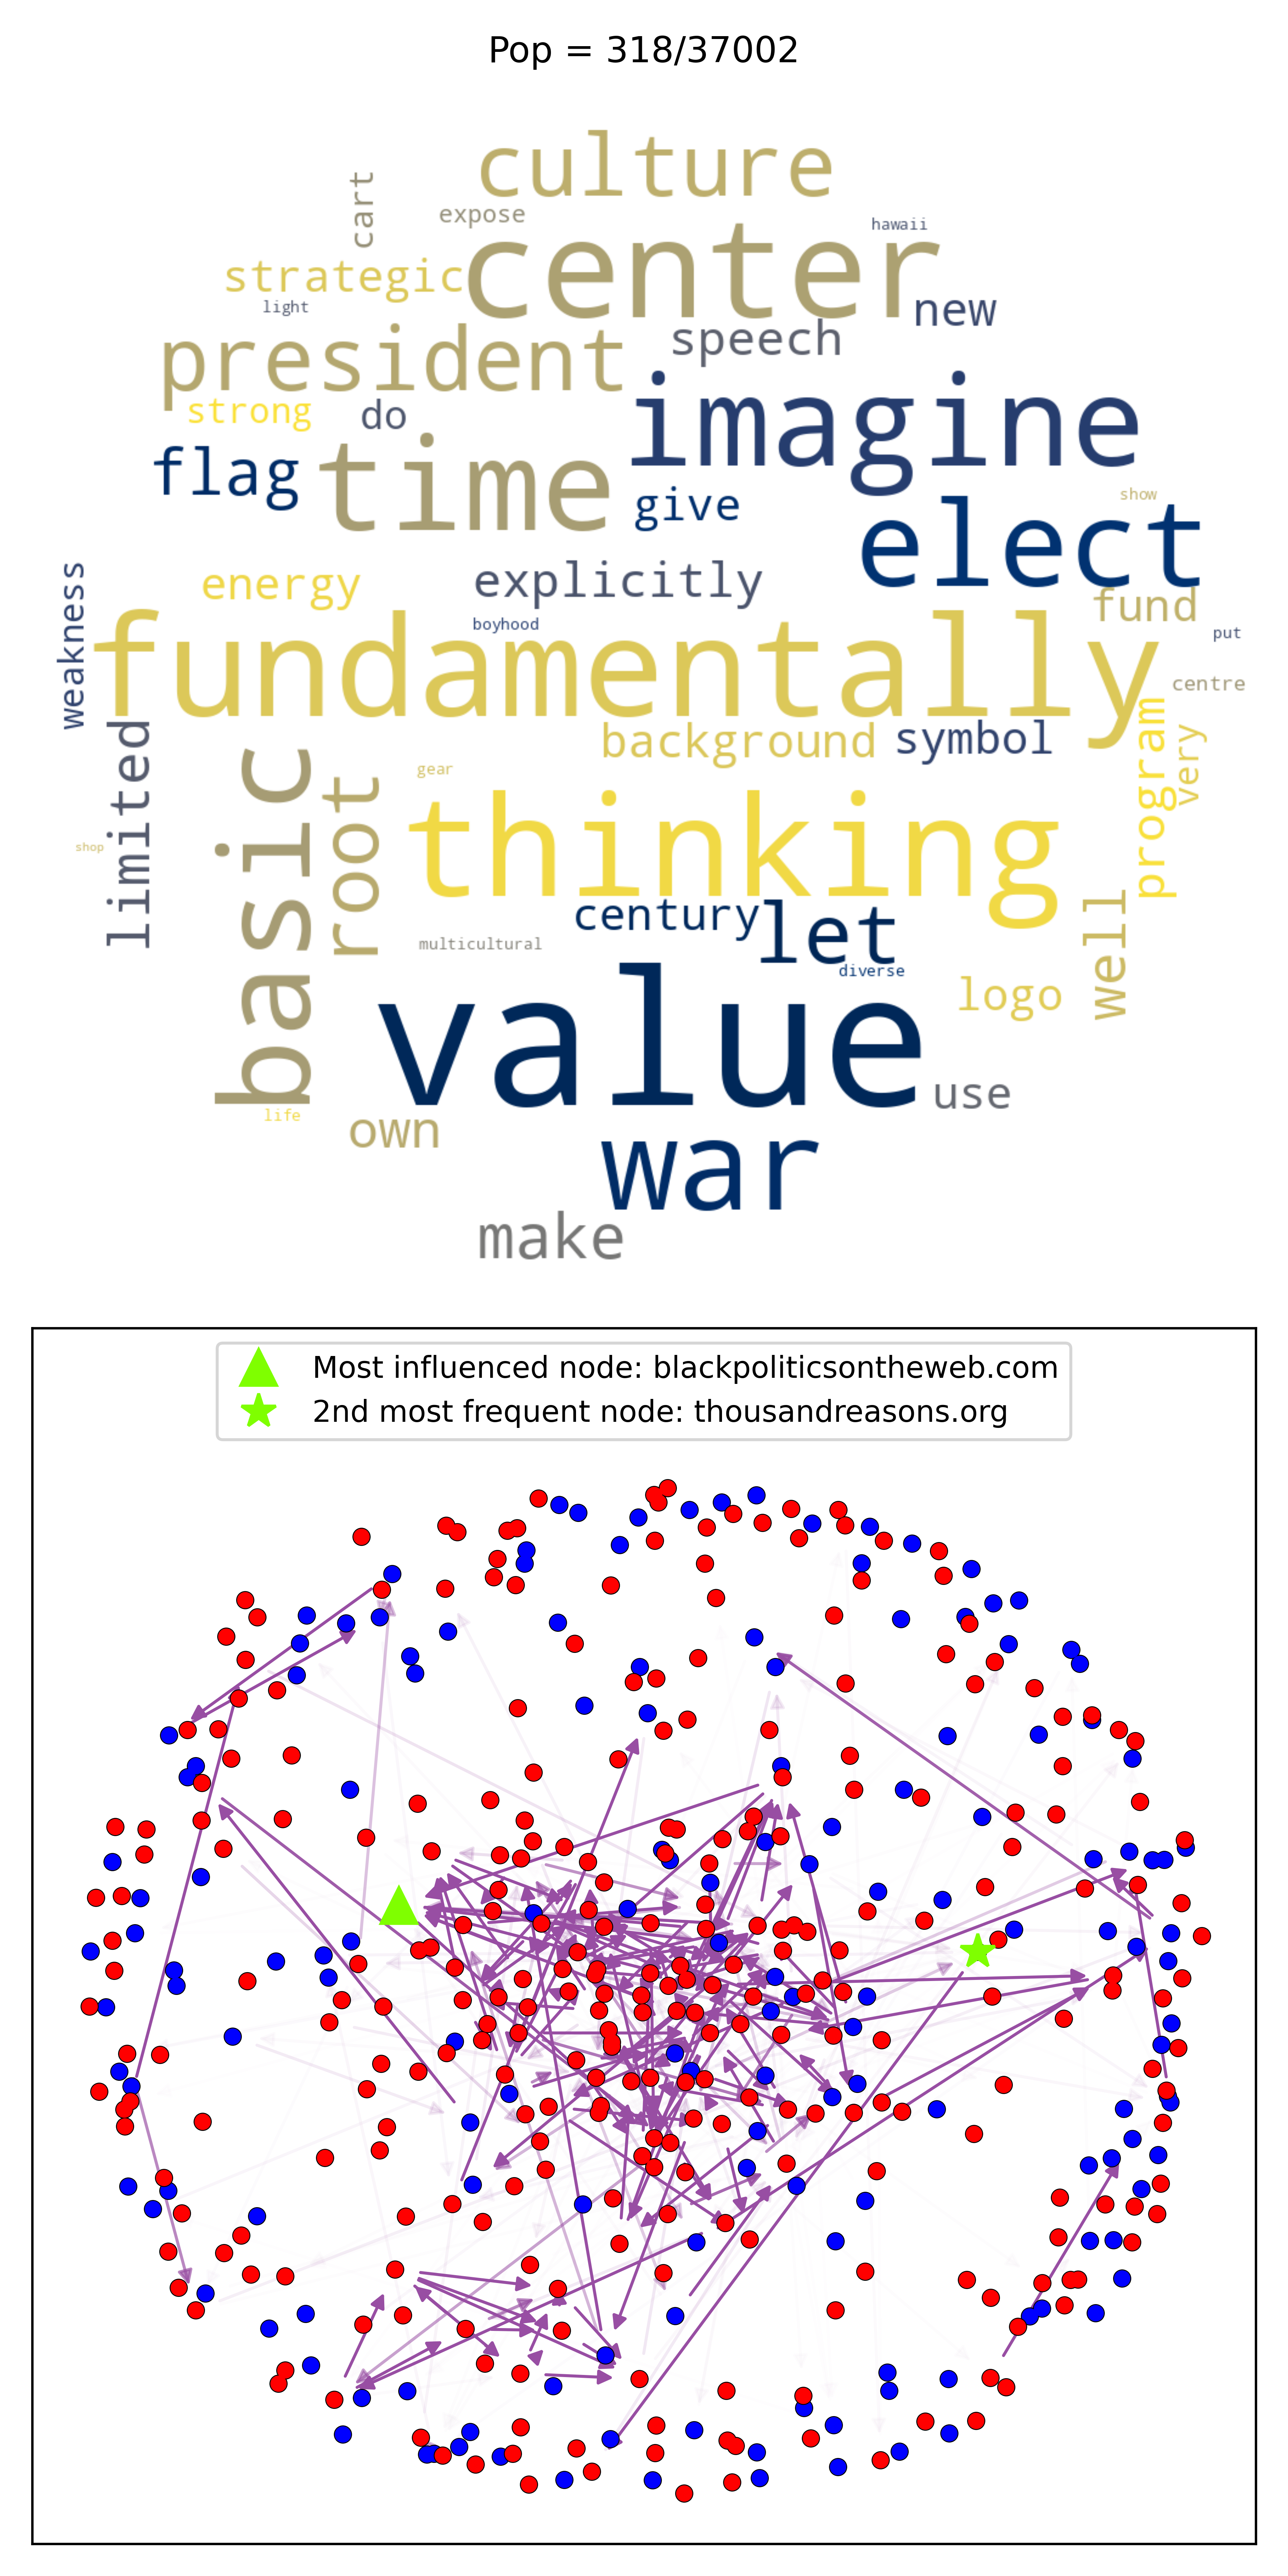 Pop = 318/37002
culture
cart
expose
hawaii
center
strategic
light
new
speech
president
imagine
strong
do
flag
time
give
show
elect
energy
explicitly
weakness
fund
boyhood
put
fundamentally
centre
program
very
background
symbol
limited
basic
root
gear
thinking
shop
century
let
well
multicultural
diverse
logo
value
use
life
own
war
make
Most influenced node: blackpoliticsontheweb.com
2nd most frequent node: thousandreasons.org